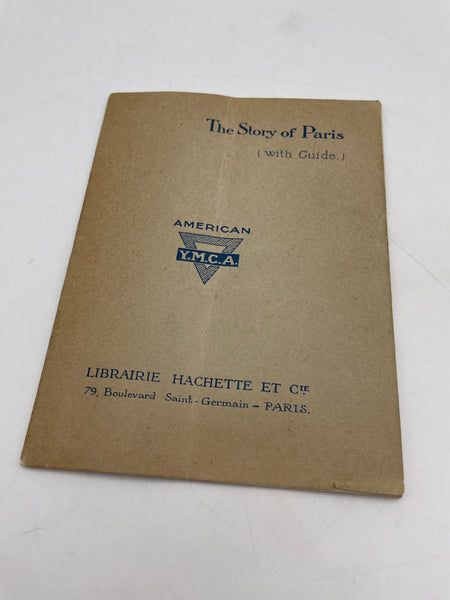 The Story of Paris
(with Guide.)
AMERICAN
Y.M.C.A.
LIBRAIRIE HACHETTE ET CIE
79, Boulevard Saint-Germain – PARIS.